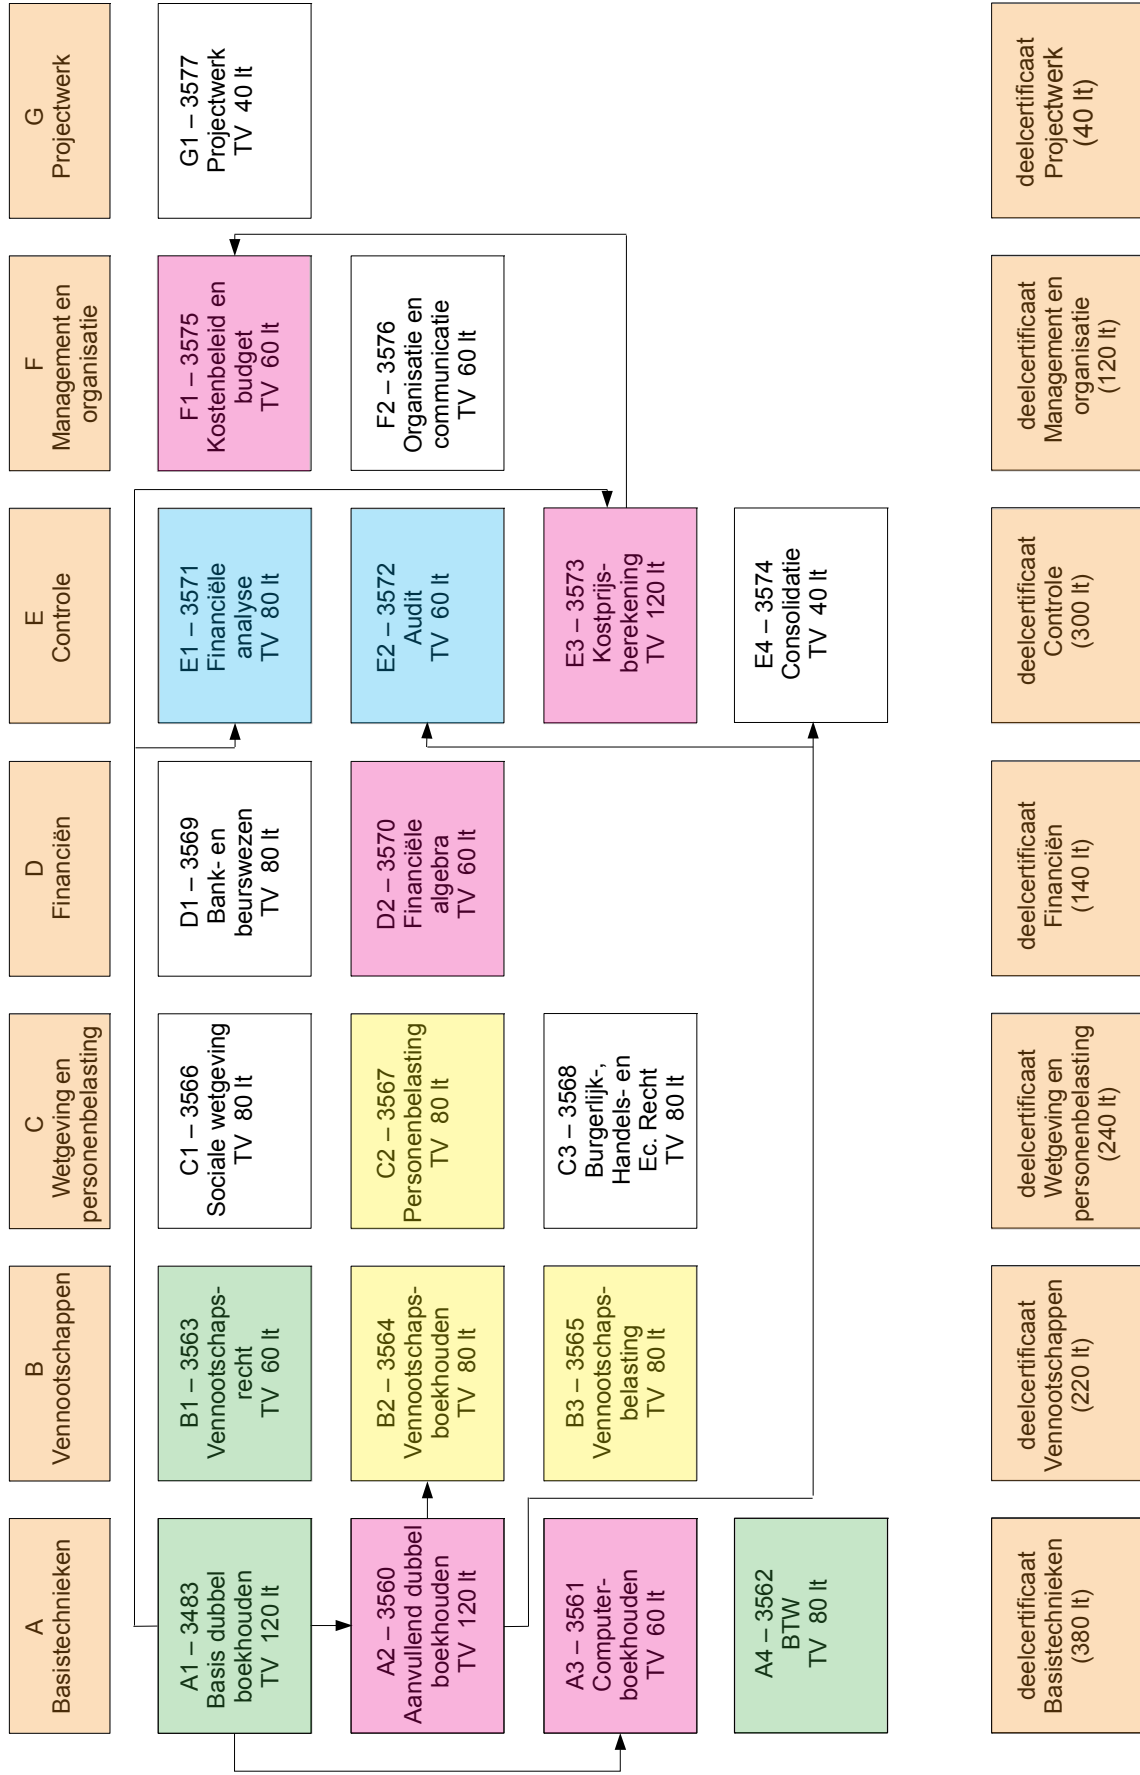 A
Basistechnieken
A1 – 3483
Basis dubbel
boekhouden
TV 120 lt
A2 – 3560
Aanvullend dubbel
boekhouden
TV 120 lt
A3 – 3561
Computer-
boekhouden
TV 60 lt
A4 – 3562
BTW
TV 80 lt
deelcertificaat
Basistechnieken
(380 lt)
B
Vennootschappen
B1 – 3563
Vennootschaps-
recht
TV 60 lt
B2 – 3564
Vennootschaps-
boekhouden
TV 80 lt
B3 – 3565
Vennootschaps-
belasting
TV 80 lt
deelcertificaat
Vennootschappen
(220 lt)
C
Wetgeving en
personenbelasting
C1 – 3566
Sociale wetgeving
TV 80 lt
C2 – 3567
Personenbelasting
TV 80 lt
C3 – 3568
Burgerlijk-,
Handels- en
Ec. Recht
TV 80 lt
deelcertificaat
Wetgeving en
personenbelasting
(240 lt)
D
Financiën
D1 – 3569
Bank- en
beurswezen
TV 80 lt
D2 – 3570
Financiële
algebra
TV 60 lt
deelcertificaat
Financiën
(140 lt)
E
Controle
E1 – 3571
Financiële
analyse
TV 80 lt
E2 – 3572
Audit
TV 60 lt
E3 – 3573
Kostprijs-
berekening
TV 120 lt
E4 – 3574
Consolidatie
TV 40 lt
deelcertificaat
Controle
(300 lt)
F
Management en
organisatie
F1 – 3575
Kostenbeleid en
budget
TV 60 lt
F2 – 3576
Organisatie en
communicatie
TV 60 lt
deelcertificaat
Management en
organisatie
(120 lt)
G
Projectwerk
G1 – 3577
Projectwerk
TV 40 lt
deelcertificaat
Projectwerk
(40 lt)